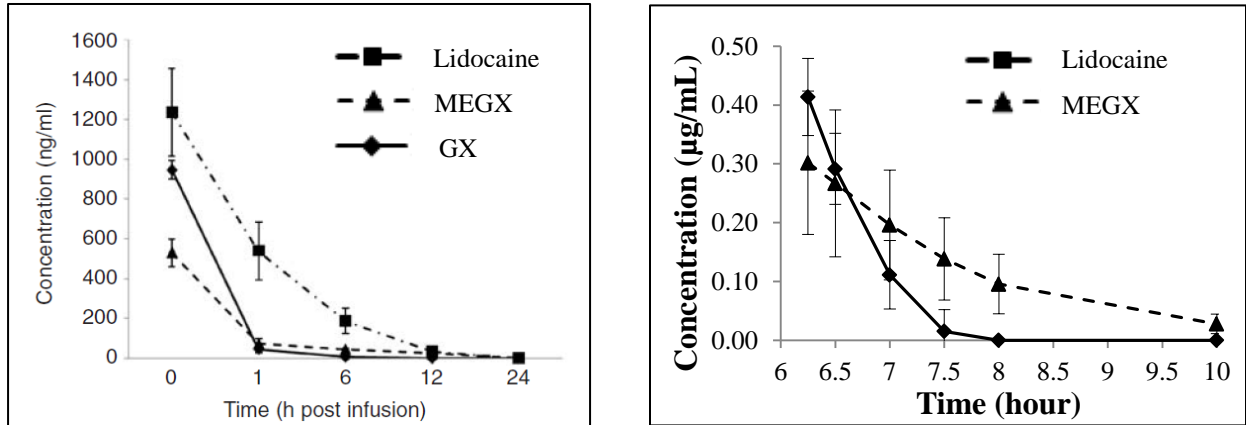 1600
1400
1200
1000
800
600
400
200
0
Concentration (ng/ml)
Lidocaine
MEGX
GX
0 1 6 12 24
Time (h post infusion)
0.50
0.40
0.30
0.20
0.10
0.00
Concentration (µg/mL)
Lidocaine
MEGX
6 6.5 7 7.5 8 8.5 9 9.5 10
Time (hour)